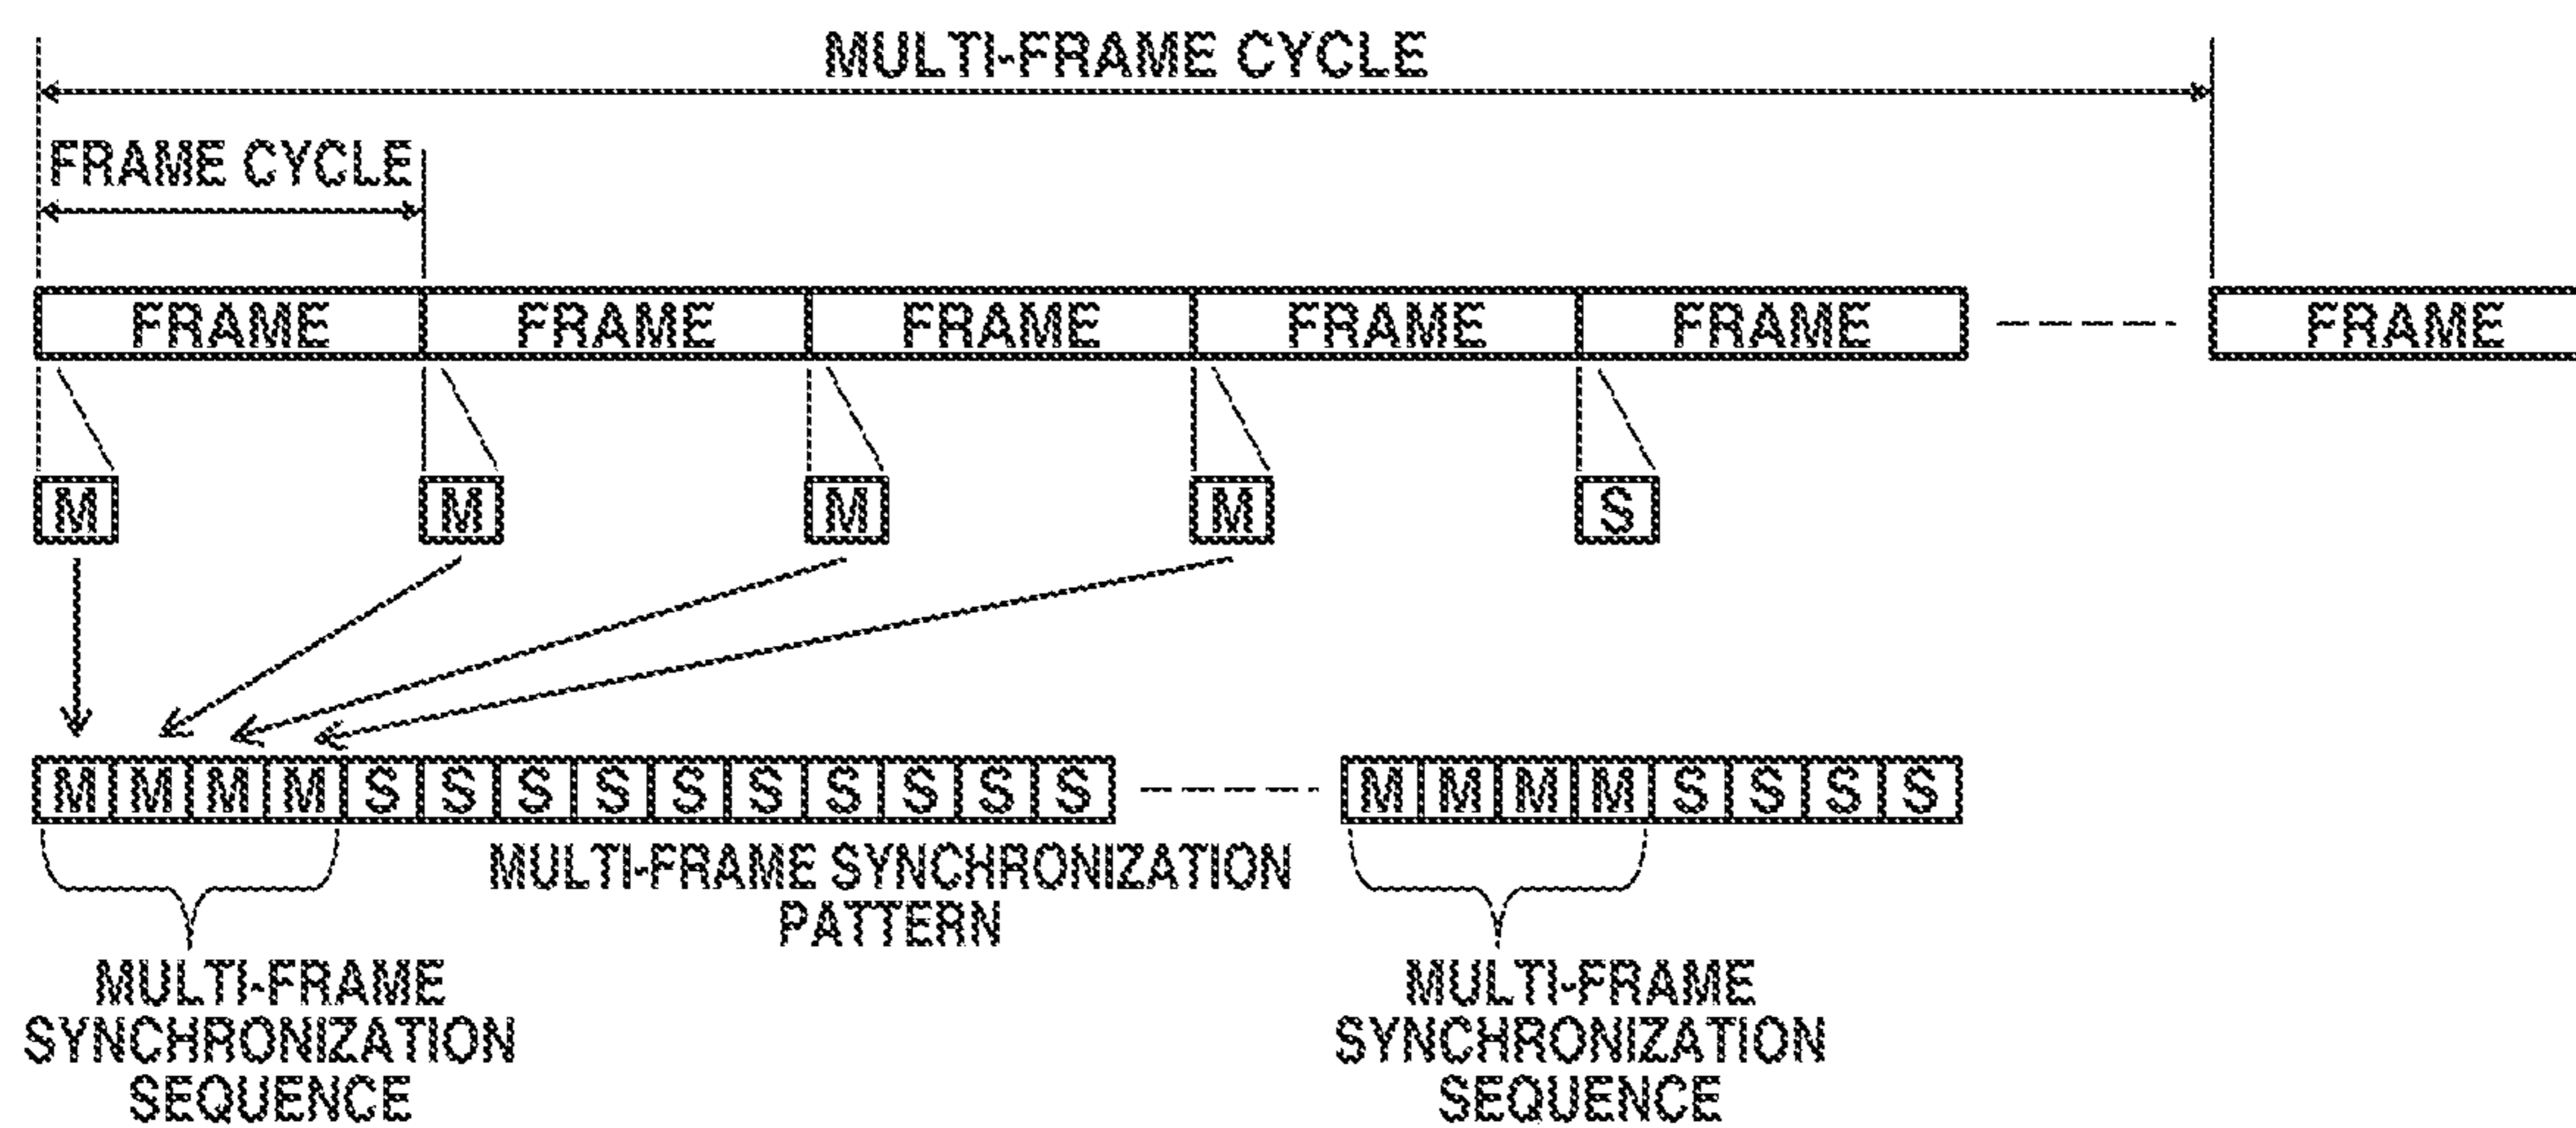 MULTI-FRAME CYCLE
FRAME CYCLE
FRAME FRAME FRAME FRAME FRAME FRAME
M M M M S
M M M M S S S S S S S S S S M M M M S S S S
MULTI-FRAME SYNCHRONIZATION
PATTERN
MULTI-FRAME
SYNCHRONIZATION
SEQUENCE
MULTI-FRAME
SYNCHRONIZATION
SEQUENCE